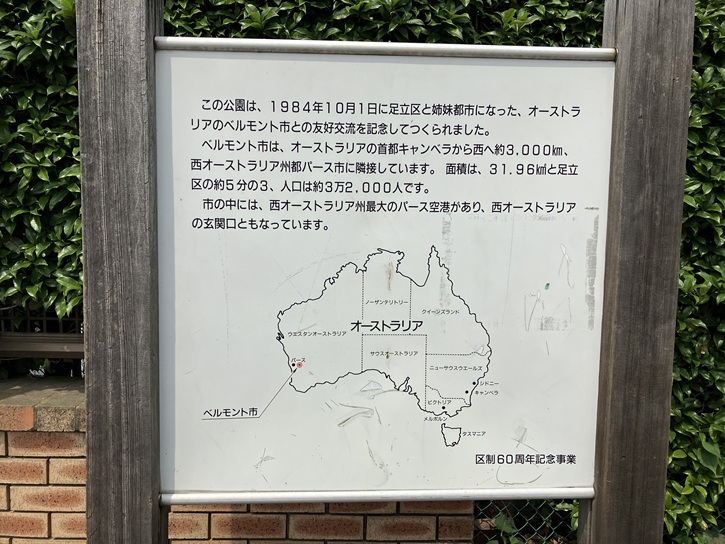 この公園は、1984年10月1日に足立区と姉妹都市になった、オーストラ
リアのベルモント市との友好交流を記念してつくられました。
ベルモント市は、オーストラリアの首都キャンベラから西へ約3,000㎞、
西オーストラリア州都パース市に隣接しています。 面積は、31.96㎢と足立
区の約5分の3、人口は約3万2,000人です。
市の中には、西オーストラリア州最大のパース空港があり、西オーストラリア
の玄関口ともなっています。
ノーザンテリトリー
クイーンズランド
オーストラリア
ウエスタンオーストラリア
サウスオーストラリア
パース
ニューサウスウエールズ
シドニー
キャンベラ
ビクトリア
ベルモント市
メルボルン
タスマニア
区制60周年記念事業